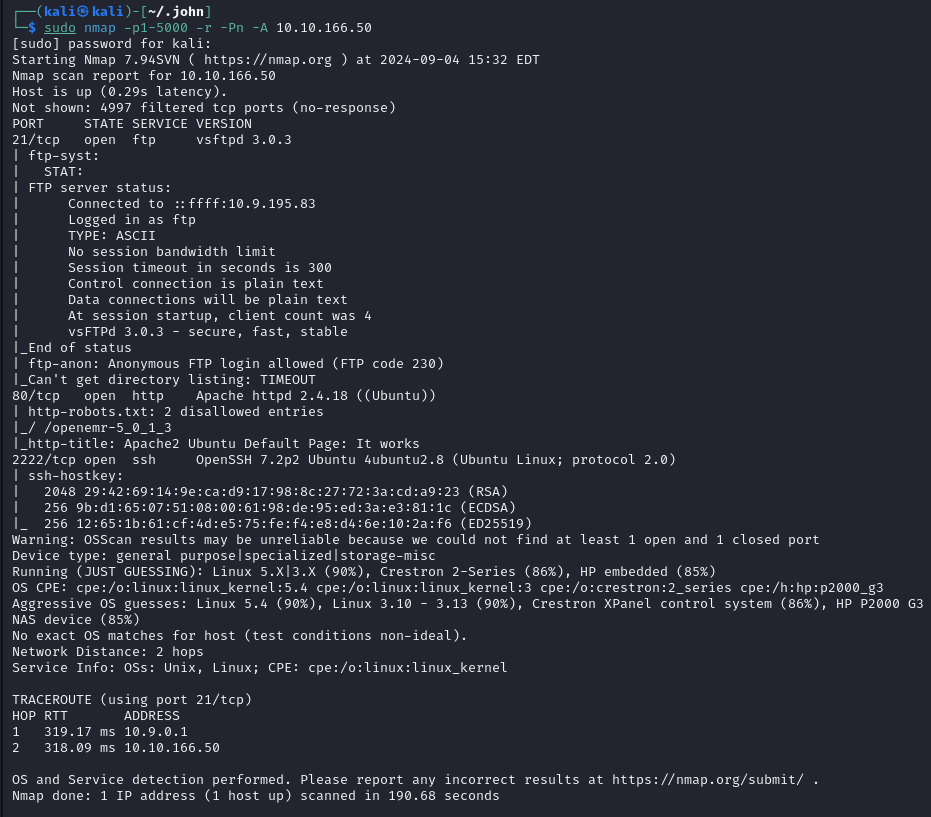 ┌──(kali㉿kali)-[~/.john]
└─$ sudo nmap -p1-5000 -r -Pn -A 10.10.166.50
[sudo] password for kali:
Starting Nmap 7.94SVN ( https://nmap.org ) at 2024-09-04 15:32 EDT
Nmap scan report for 10.10.166.50
Host is up (0.29s latency).
Not shown: 4997 filtered tcp ports (no-response)
PORT     STATE SERVICE VERSION
21/tcp   open  ftp     vsftpd 3.0.3
| ftp-syst:
|   STAT:
| FTP server status:
|      Connected to ::ffff:10.9.195.83
|      Logged in as ftp
|      TYPE: ASCII
|      No session bandwidth limit
|      Session timeout in seconds is 300
|      Control connection is plain text
|      Data connections will be plain text
|      At session startup, client count was 4
|      vsFTPd 3.0.3 - secure, fast, stable
|_End of status
| ftp-anon: Anonymous FTP login allowed (FTP code 230)
|_Can't get directory listing: TIMEOUT
80/tcp   open  http    Apache httpd 2.4.18 ((Ubuntu))
| http-robots.txt: 2 disallowed entries
|_/ /openemr-5_0_1_3
|_http-title: Apache2 Ubuntu Default Page: It works
2222/tcp open  ssh     OpenSSH 7.2p2 Ubuntu 4ubuntu2.8 (Ubuntu Linux; protocol 2.0)
| ssh-hostkey:
|   2048 29:42:69:14:9e:ca:d9:17:98:8c:27:72:3a:cd:a9:23 (RSA)
|   256 9b:d1:65:07:51:08:00:61:98:de:95:ed:3a:e3:81:1c (ECDSA)
|_  256 12:65:1b:61:cf:4d:e5:75:fe:f4:e8:d4:6e:10:2a:f6 (ED25519)
Warning: OSScan results may be unreliable because we could not find at least 1 open and 1 closed port
Device type: general purpose|specialized|storage-misc
Running (JUST GUESSING): Linux 5.X|3.X (90%), Crestron 2-Series (86%), HP embedded (85%)
OS CPE: cpe:/o:linux:linux_kernel:5.4 cpe:/o:linux:linux_kernel:3 cpe:/o:crestron:2_series cpe:/h:hp:p2000_g3
Aggressive OS guesses: Linux 5.4 (90%), Linux 3.10 - 3.13 (90%), Crestron XPanel control system (86%), HP P2000 G3
NAS device (85%)
No exact OS matches for host (test conditions non-ideal).
Network Distance: 2 hops
Service Info: OSs: Unix, Linux; CPE: cpe:/o:linux:linux_kernel

TRACEROUTE (using port 21/tcp)
HOP RTT       ADDRESS
1   319.17 ms 10.9.0.1
2   318.09 ms 10.10.166.50

OS and Service detection performed. Please report any incorrect results at https://nmap.org/submit/ .
Nmap done: 1 IP address (1 host up) scanned in 190.68 seconds